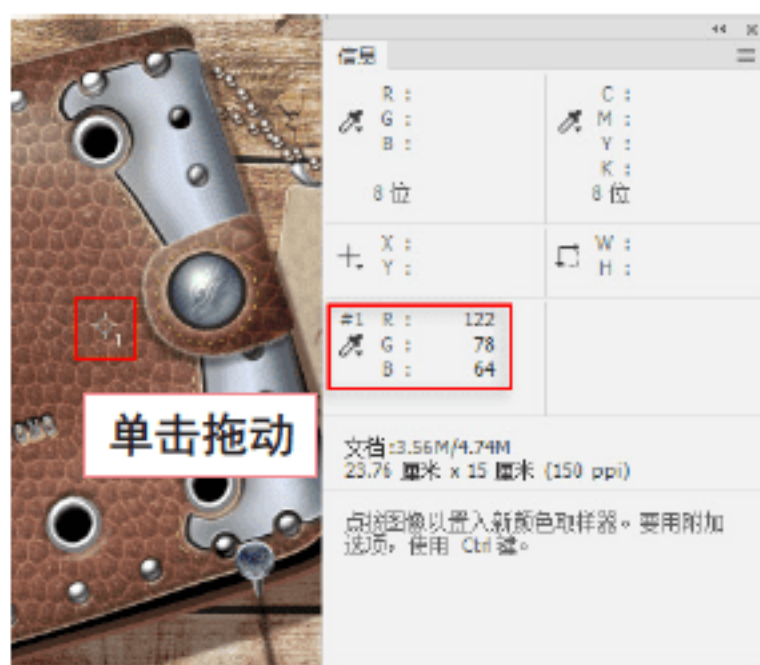 信息
R :
G :
B :
8 位
C :
M :
Y :
K :
8 位
X :
Y :
W :
H :
#1 R : 122
G : 78
B : 64
1
单击拖动
文档:3.56M/4.74M
23.76 厘米 x 15 厘米 (150 ppi)
点按图像以置入新颜色取样器。要用附加
选项，使用 Ctrl 键。